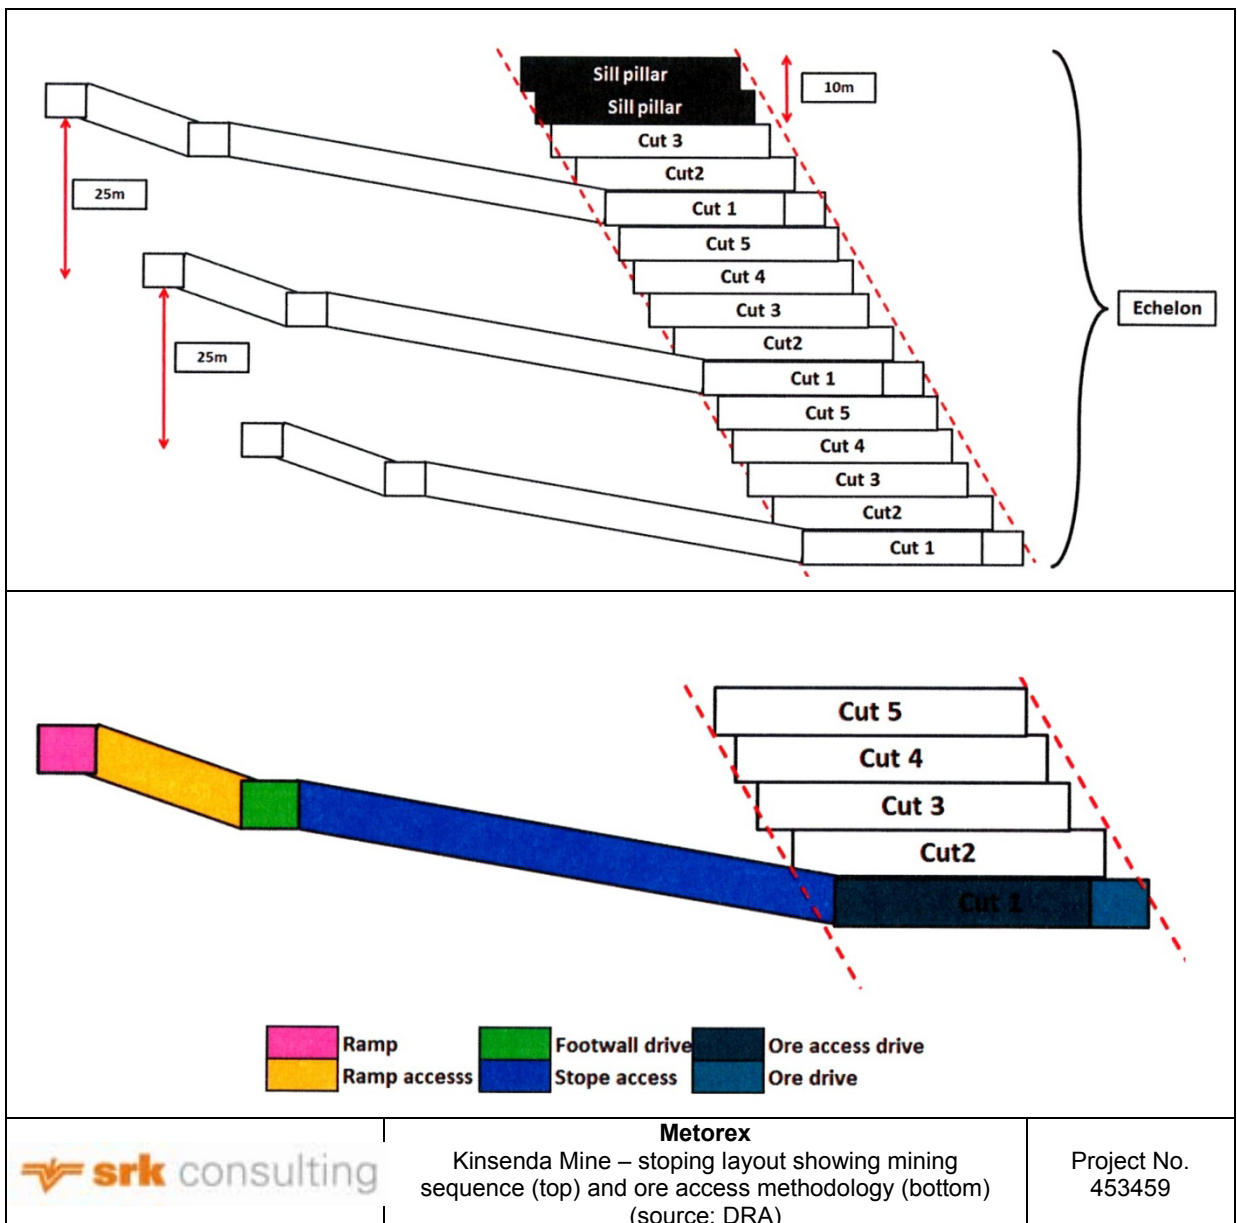 Sill pillar
10m
Sill pillar
Cut 3
Cut2
25m
Cut 1
Cut 5
Cut 4
Cut 3
Echelon
Cut2
25m
Cut 1
Cut 5
Cut 4
Cut 3
Cut2
Cut 1
Cut 5
Cut 4
Cut 3
Cut2
Cut 1
Ramp
Footwall drive
Ore access drive
Ramp accesss
Stope access
Ore drive
srk consulting
Metorex
Kinsenda Mine – stoping layout showing mining
sequence (top) and ore access methodology (bottom)
(source: DRA)
Project No.
453459